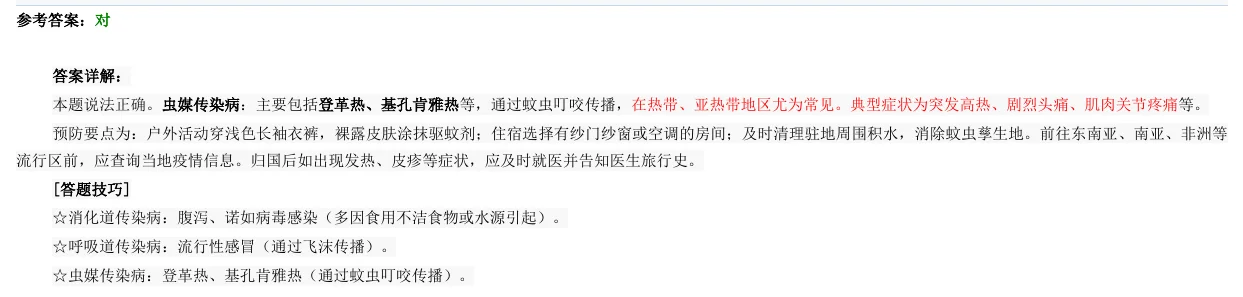 参考答案：对
答案详解：
本题说法正确。虫媒传染病：主要包括登革热、基孔肯雅热等，通过蚊虫叮咬传播，在热带、亚热带地区尤为常见。典型症状为突发高热、剧烈头痛、肌肉关节疼痛等。
预防要点为：户外活动穿浅色长袖衣裤，裸露皮肤涂抹驱蚊剂；住宿选择有纱门纱窗或空调的房间；及时清理驻地周围积水，消除蚊虫孳生地。前往东南亚、南亚、非洲等
流行区前，应查询当地疫情信息。归国后如出现发热、皮疹等症状，应及时就医并告知医生旅行史。
[答题技巧]
☆消化道传染病：腹泻、诺如病毒感染（多因食用不洁食物或水源引起）。
☆呼吸道传染病：流行性感冒（通过飞沫传播）。
☆虫媒传染病：登革热、基孔肯雅热（通过蚊虫叮咬传播）。